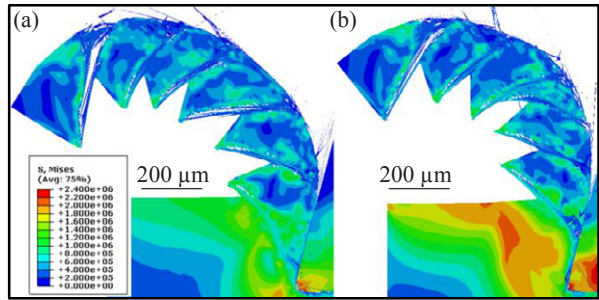 (a)
(b)
S, Mises
(Avg: 75%)
+2.400e+06
+2.200e+06
+2.000e+06
+1.800e+06
+1.600e+06
+1.400e+06
+1.200e+06
+1.000e+06
+8.000e+05
+6.000e+05
+4.000e+05
+2.000e+05
+0.000e+00
200 μm
200 μm